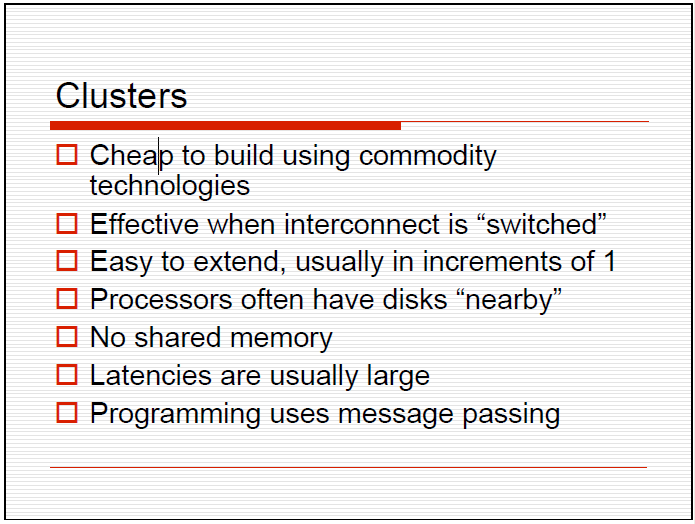 Clusters
Cheap to build using commodity
technologies
Effective when interconnect is “switched”
Easy to extend, usually in increments of 1
Processors often have disks “nearby”
No shared memory
Latencies are usually large
Programming uses message passing